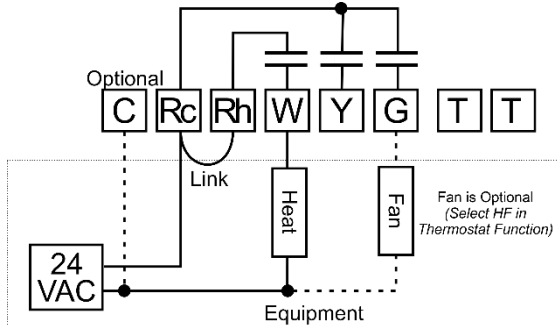 Optional
C Rc Rh W Y G T T
Link
Heat
Fan
Fan is Optional
(Select HF in
Thermostat Function)
24
VAC
Equipment